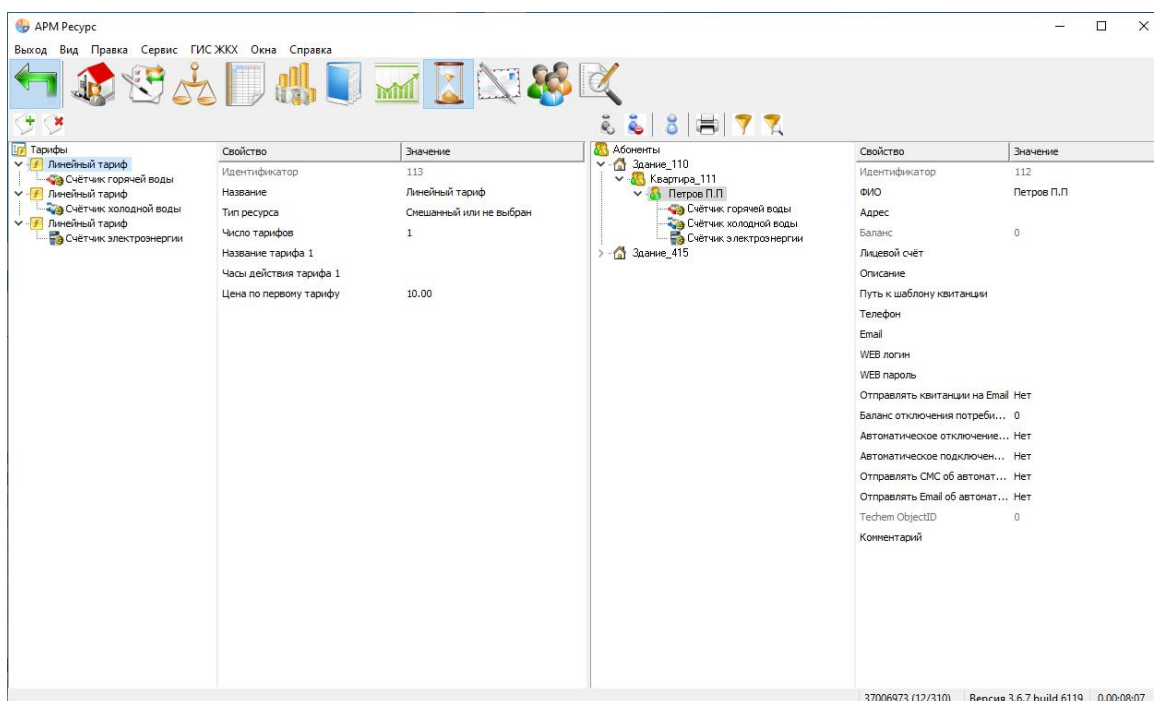 АРМ Ресурс
Выход Вид Правка Сервис ГИС ЖКХ Окна Справка
Тарифы
Линейный тариф
Счётчик горячей воды
Линейный тариф
Счётчик холодной воды
Линейный тариф
Счётчик электроэнергии
Свойство Значение
Идентификатор 113
Название Линейный тариф
Тип ресурса Смешанный или не выбран
Число тарифов 1
Название тарифа 1
Часы действия тарифа 1
Цена по первому тарифу 10.00
Абоненты
Здание_110
Квартира_111
Петров П.П
Счётчик горячей воды
Счётчик холодной воды
Счётчик электроэнергии
Здание_415
Свойство Значение
Идентификатор 112
ФИО Петров П.П
Адрес
Баланс 0
Лицевой счёт
Описание
Путь к шаблону квитанции
Телефон
Email
WEB логин
WEB пароль
Отправлять квитанции на Email Нет
Баланс отключения потреби... 0
Автоматическое отключение... Нет
Автоматическое подключен... Нет
Отправлять СМС об автомат... Нет
Отправлять Email об автомат... Нет
Techem ObjectID 0
Комментарий
37006973 (12/310) Версия 3.6.7 build 6119 0.00:08:07